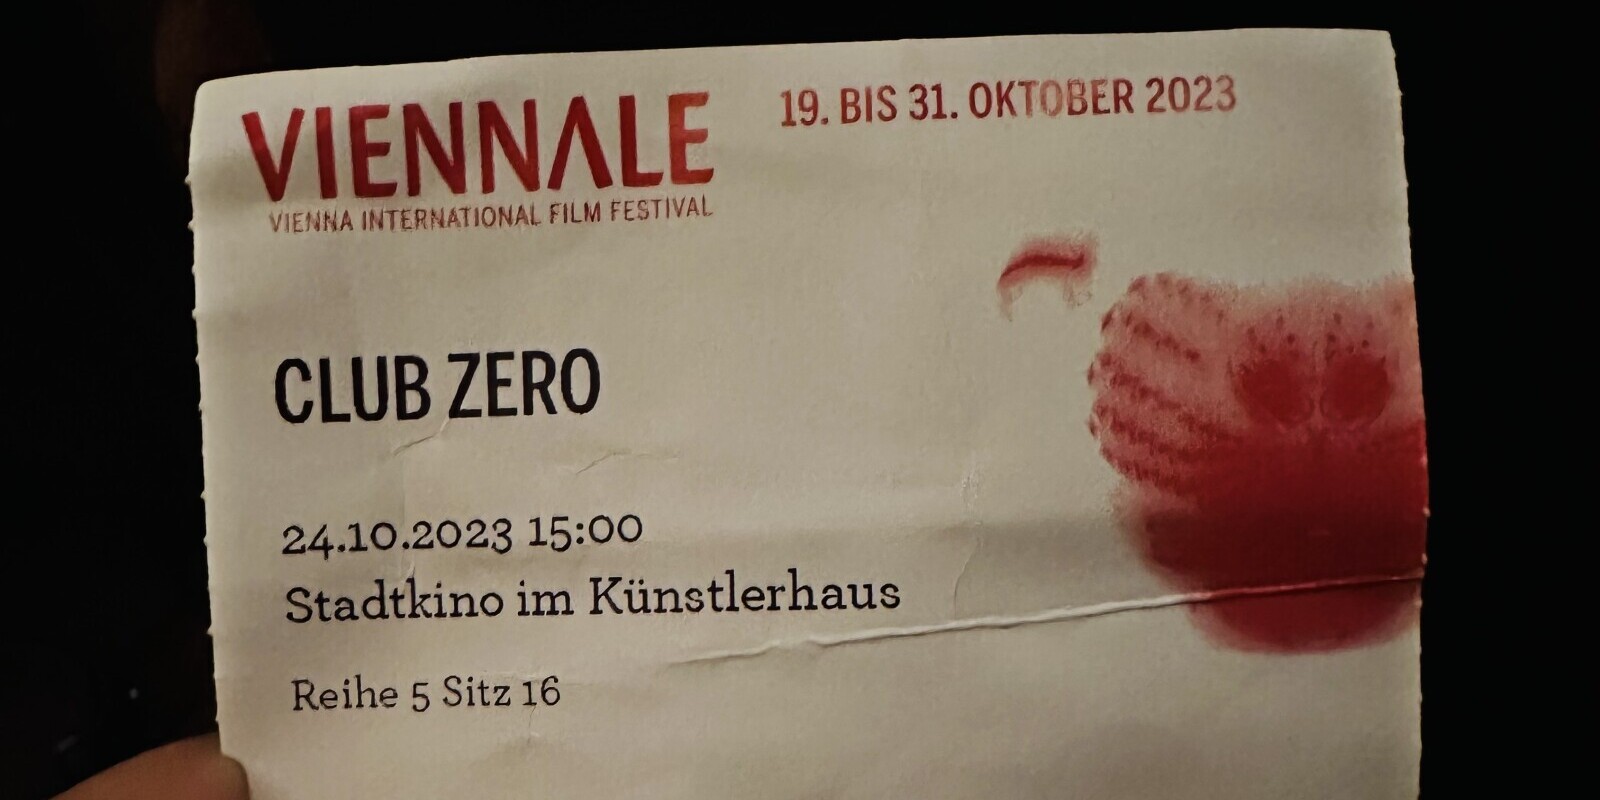 VIENNALE
VIENNA INTERNATIONAL FILM FESTIVAL
19. BIS 31. OKTOBER 2023
CLUB ZERO
24.10.2023 15:00
Stadtkino im Künstlerhaus
Reihe 5 Sitz 16